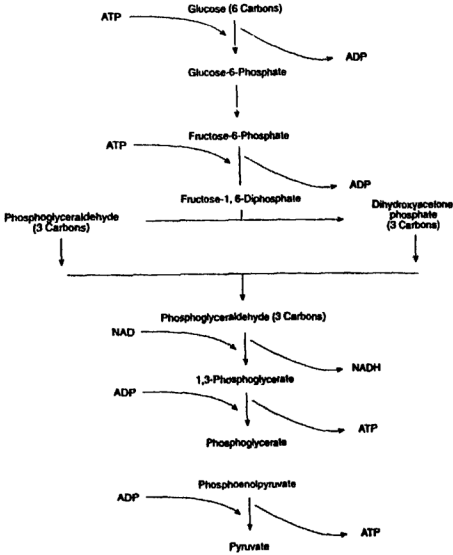 Glucose (6 Carbons)
ATP
ADP
Glucose-6-Phosphate
Fructose-6-Phosphate
ATP
ADP
Fructose-1, 6-Diphosphate
Phosphoglyceraldehyde
(3 Carbons)
Dihydroxyacetone
phosphate
(3 Carbons)
Phosphoglyceraldehyde (3 Carbons)
NAD
NADH
1,3-Phosphoglycerate
ADP
ATP
Phosphoglycerate
Phosphoenolpyruvate
ADP
ATP
Pyruvate